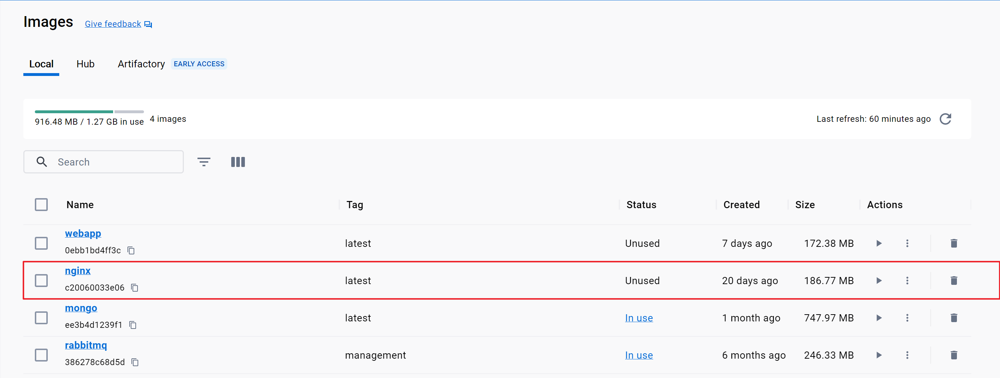 Images Give feedback
Local Hub Artifactory EARLY ACCESS
916.48 MB / 1.27 GB in use 4 images Last refresh: 60 minutes ago
Search
Name Tag Status Created Size Actions
webapp
0ebb1bd4ff3c latest Unused 7 days ago 172.38 MB
nginx
c20060033e06 latest Unused 20 days ago 186.77 MB
mongo
ee3b4d1239f1 latest In use 1 month ago 747.97 MB
rabbitmq
386278c68d5d management In use 6 months ago 246.33 MB